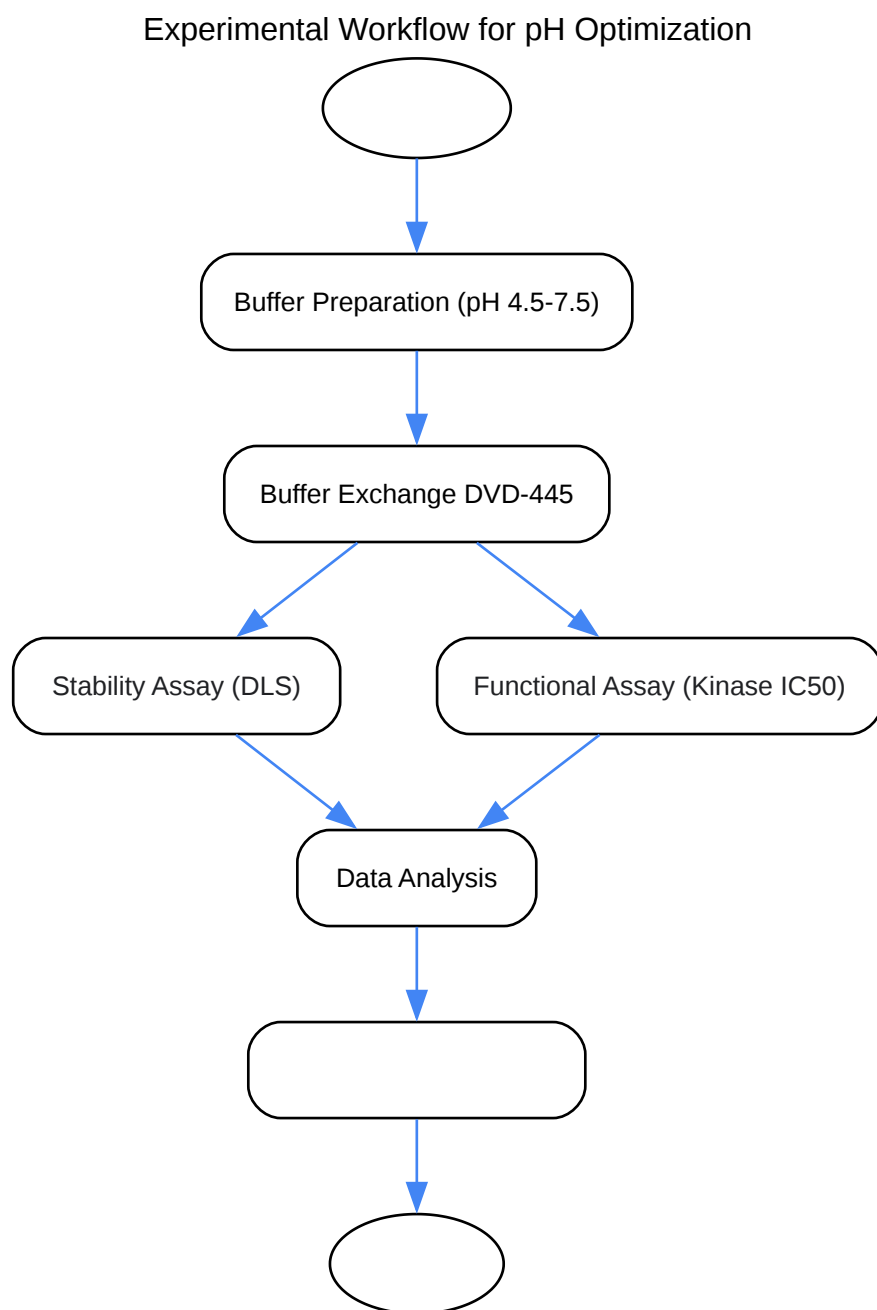 Experimental Workflow for pH Optimization
Buffer Preparation (pH 4.5-7.5)
Buffer Exchange DVD-445
Stability Assay (DLS)
Functional Assay (Kinase IC50)
Data Analysis